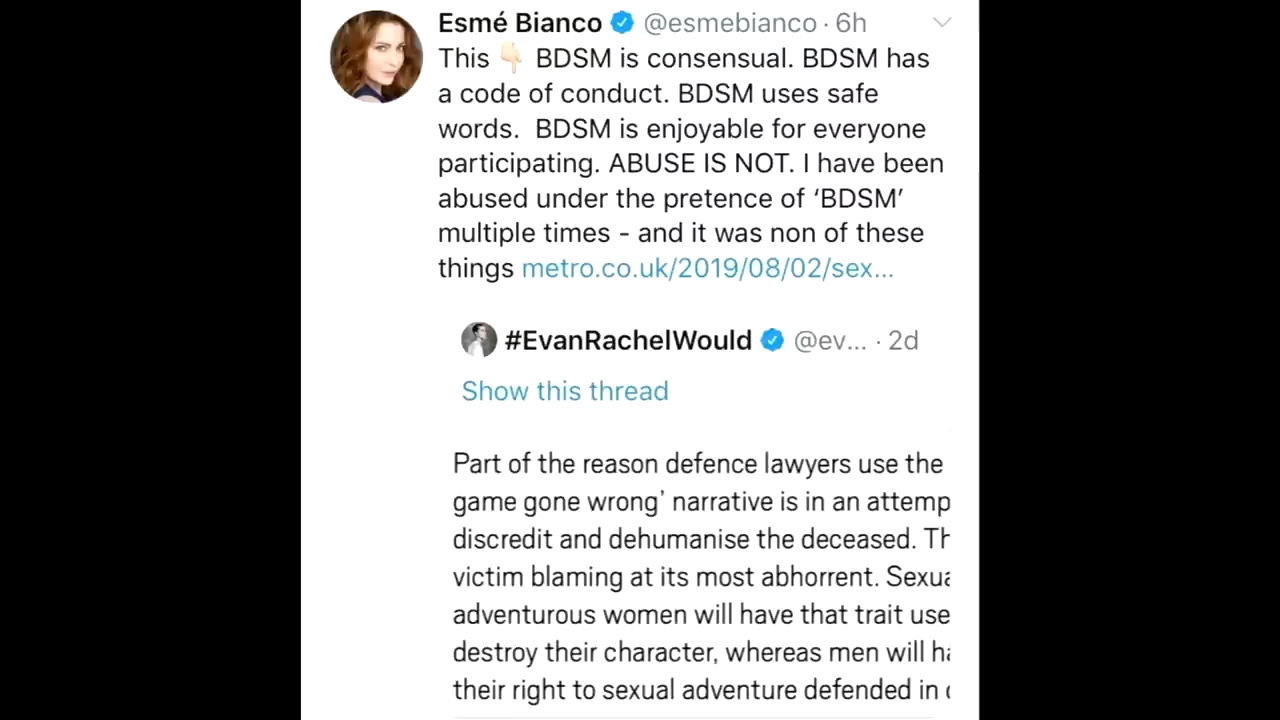 Esmé Bianco @esmebianco · 6h
This 👇🏻 BDSM is consensual. BDSM has
a code of conduct. BDSM uses safe
words. BDSM is enjoyable for everyone
participating. ABUSE IS NOT. I have been
abused under the pretence of ‘BDSM’
multiple times - and it was non of these
things metro.co.uk/2019/08/02/sex...
#EvanRachelWould @ev... · 2d
Show this thread
Part of the reason defence lawyers use the
game gone wrong’ narrative is in an attemp
discredit and dehumanise the deceased. Th
victim blaming at its most abhorrent. Sexua
adventurous women will have that trait use
destroy their character, whereas men will ha
their right to sexual adventure defended in